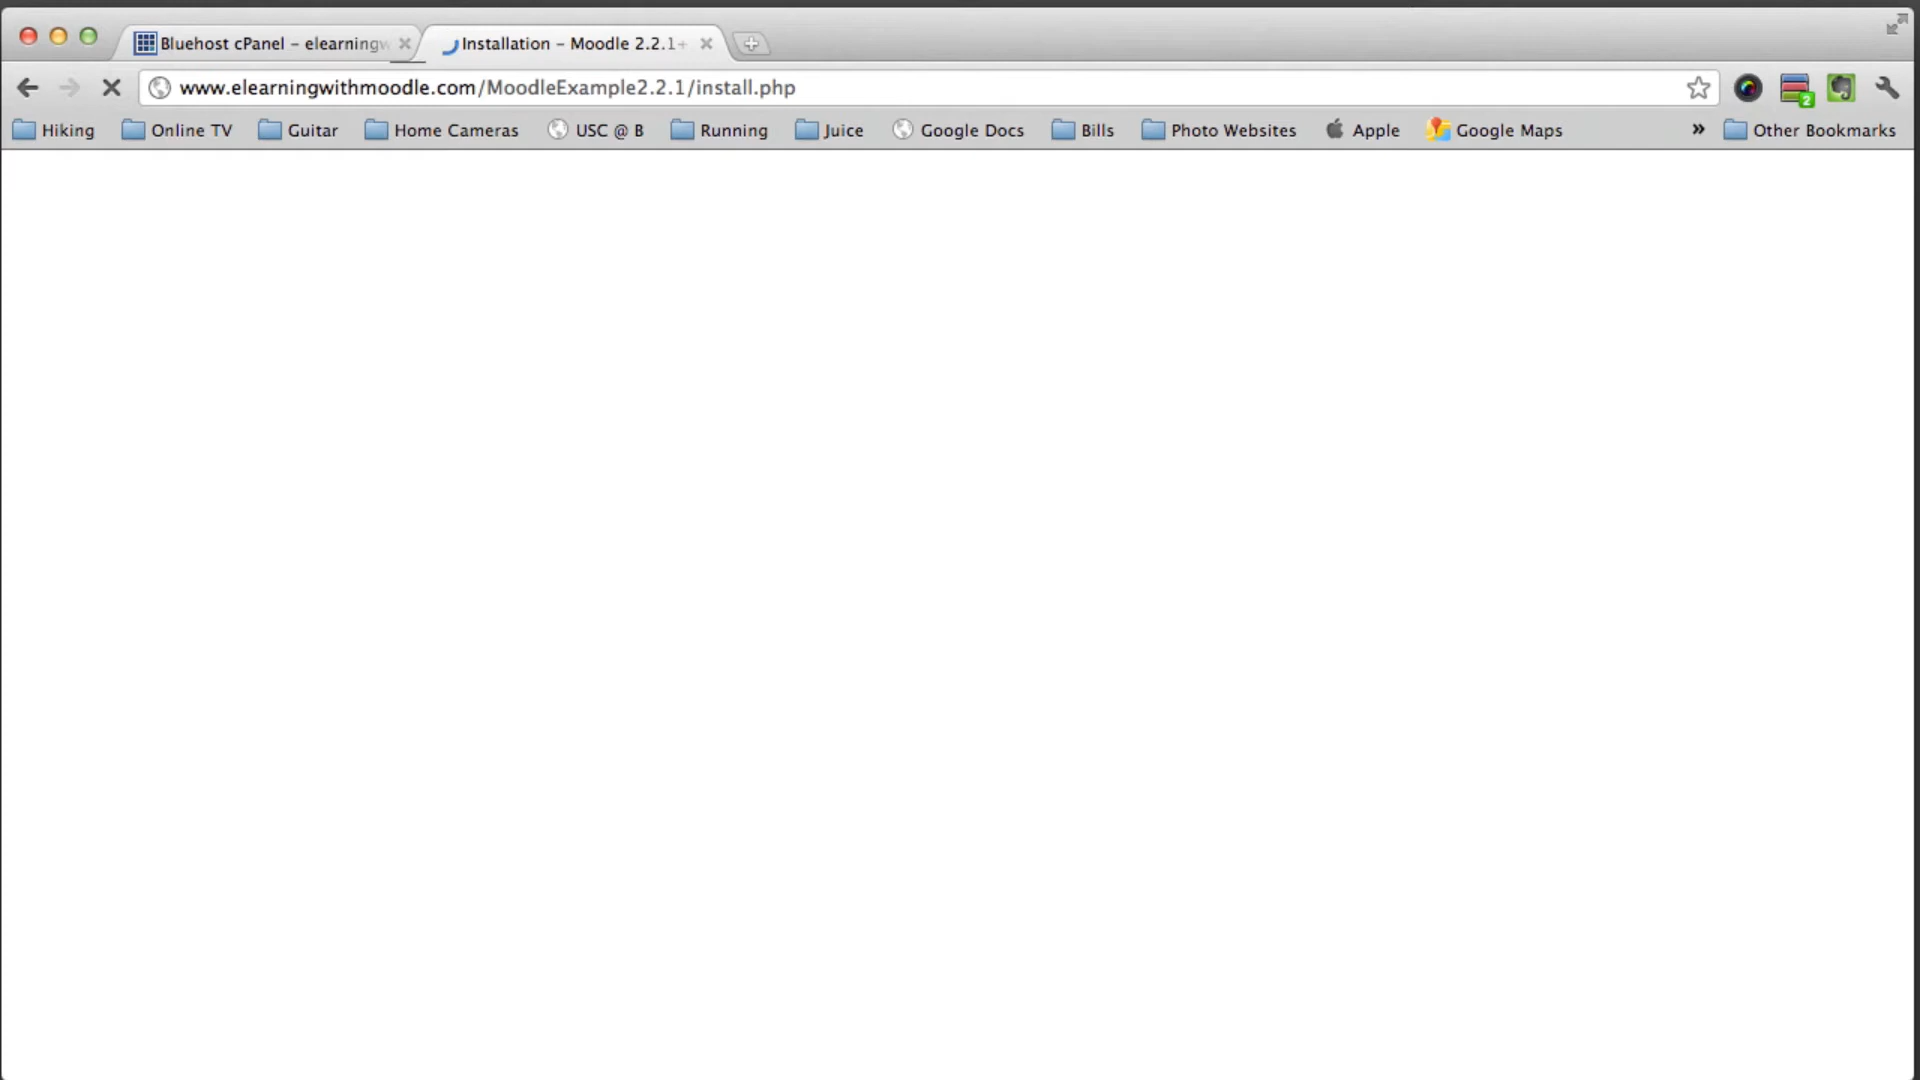 Bluehost cPanel – elearningw
Installation – Moodle 2.2.1+
www.elearningwithmoodle.com/MoodleExample2.2.1/install.php
2
Hiking Online TV Guitar Home Cameras USC @ B Running Juice Google Docs Bills Photo Websites Apple Google Maps » Other Bookmarks